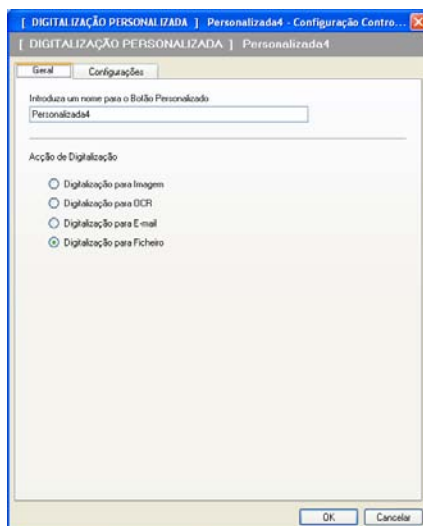 [ DIGITALIZAÇÃO PERSONALIZADA ] Personalizada4 - Configuração Contro...
[ DIGITALIZAÇÃO PERSONALIZADA ] Personalizada4
Geral Configurações
Introduza um nome para o Botão Personalizado
Personalizada4
Acção de Digitalização
Digitalização para Imagem
Digitalização para OCR
Digitalização para E-mail
Digitalização para Ficheiro
OK Cancelar